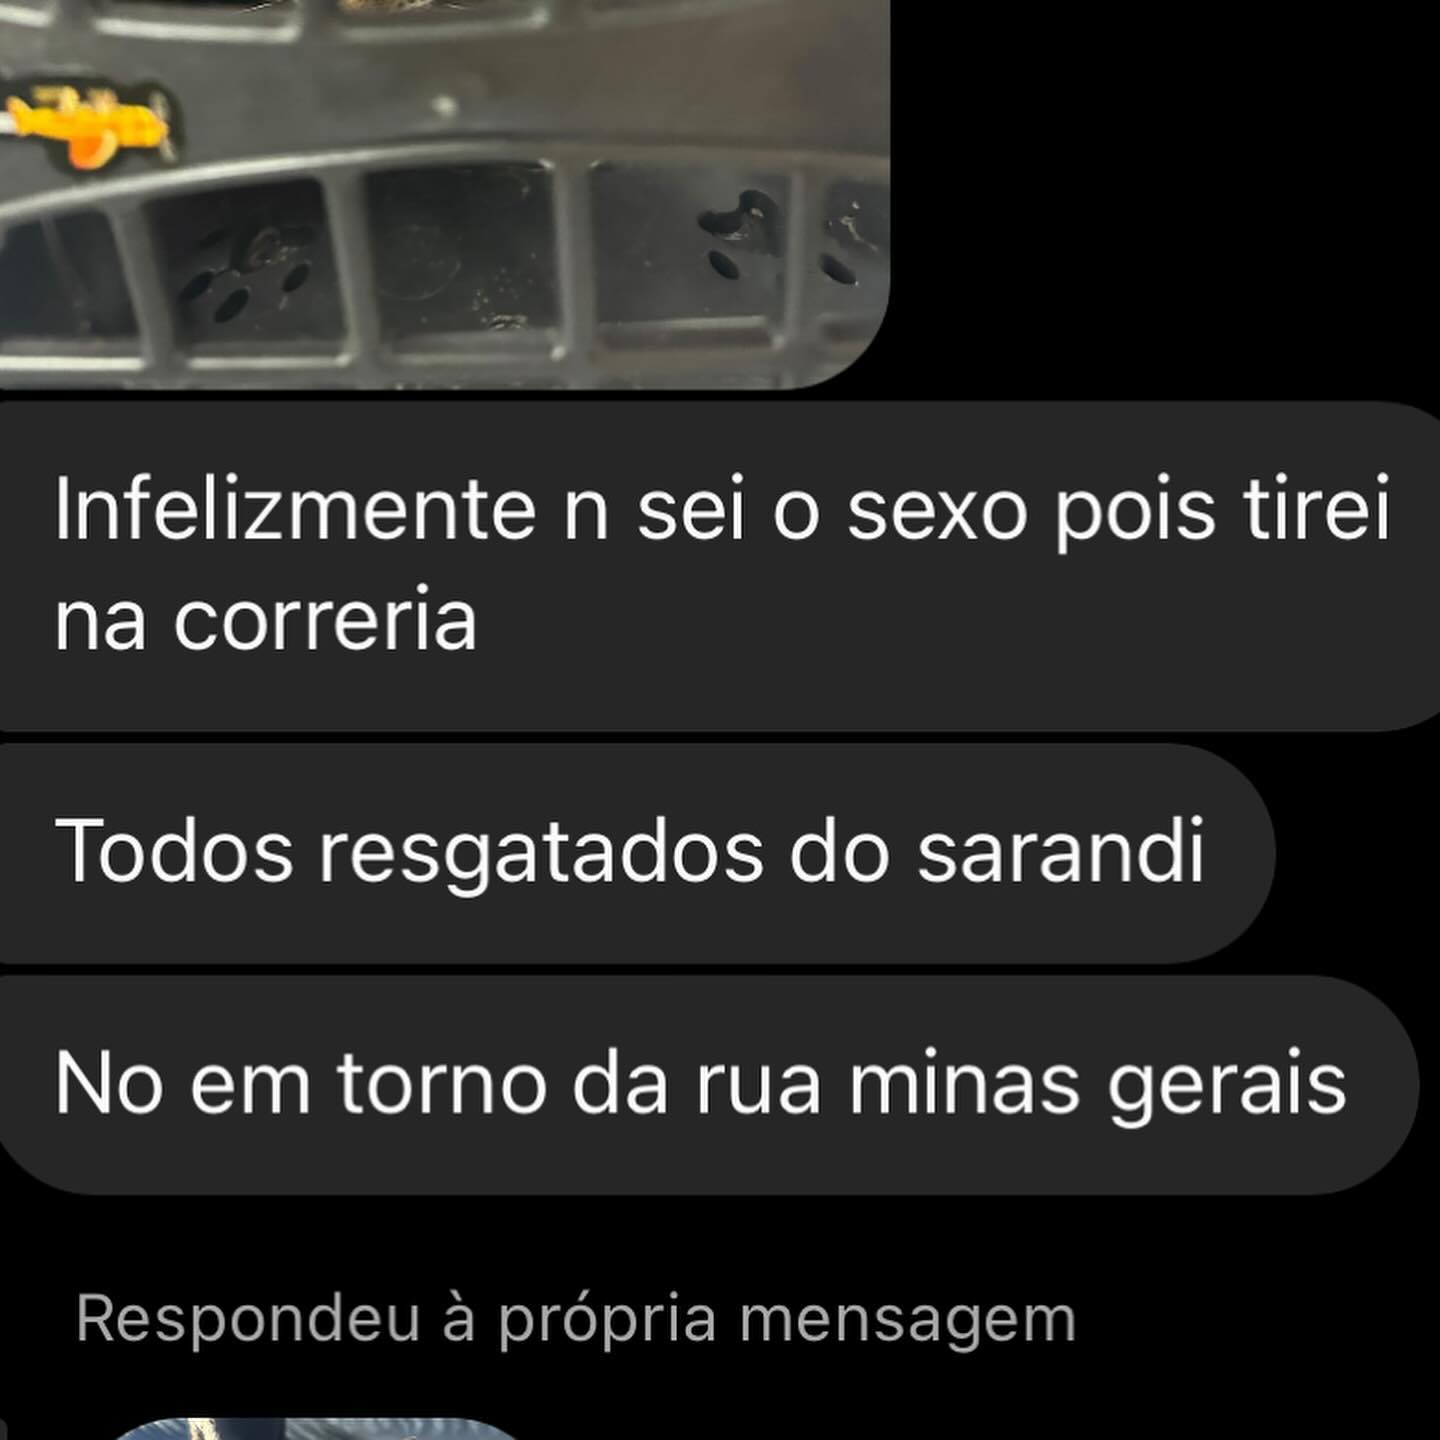 Infelizmente n sei o sexo pois tirei
na correria
Todos resgatados do sarandi
No em torno da rua minas gerais
Respondeu à própria mensagem